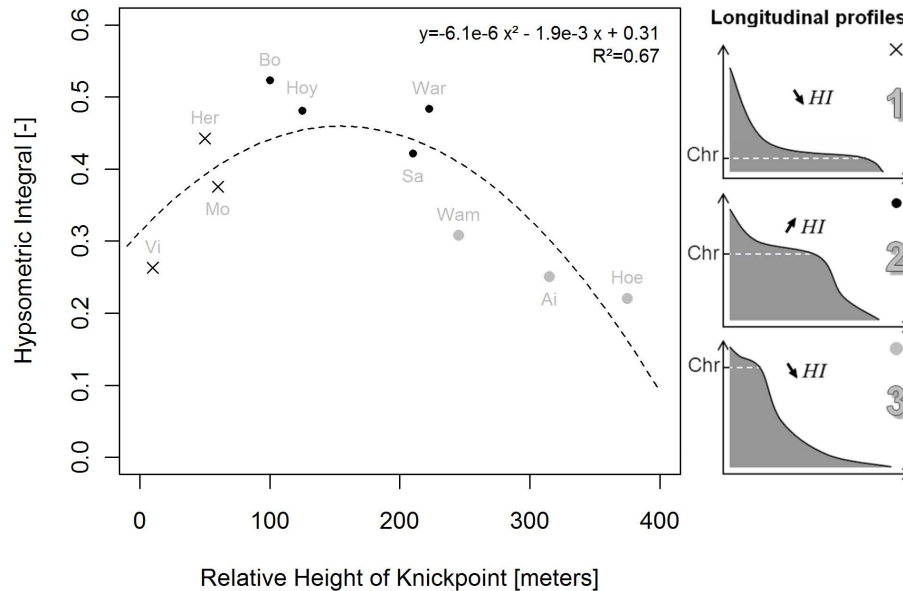 0.6
0.5
0.4
0.3
0.2
0.1
0.0
Hypsometric Integral [-]
y=-6.1e-6 x² - 1.9e-3 x + 0.31
R²=0.67
Bo
Hoy
War
Her
Mo
Sa
Wam
Vi
Ai
Hoe
0
100
200
300
400
Relative Height of Knickpoint [meters]
Longitudinal profiles
HI
1
Chr
HI
2
Chr
HI
3
Chr